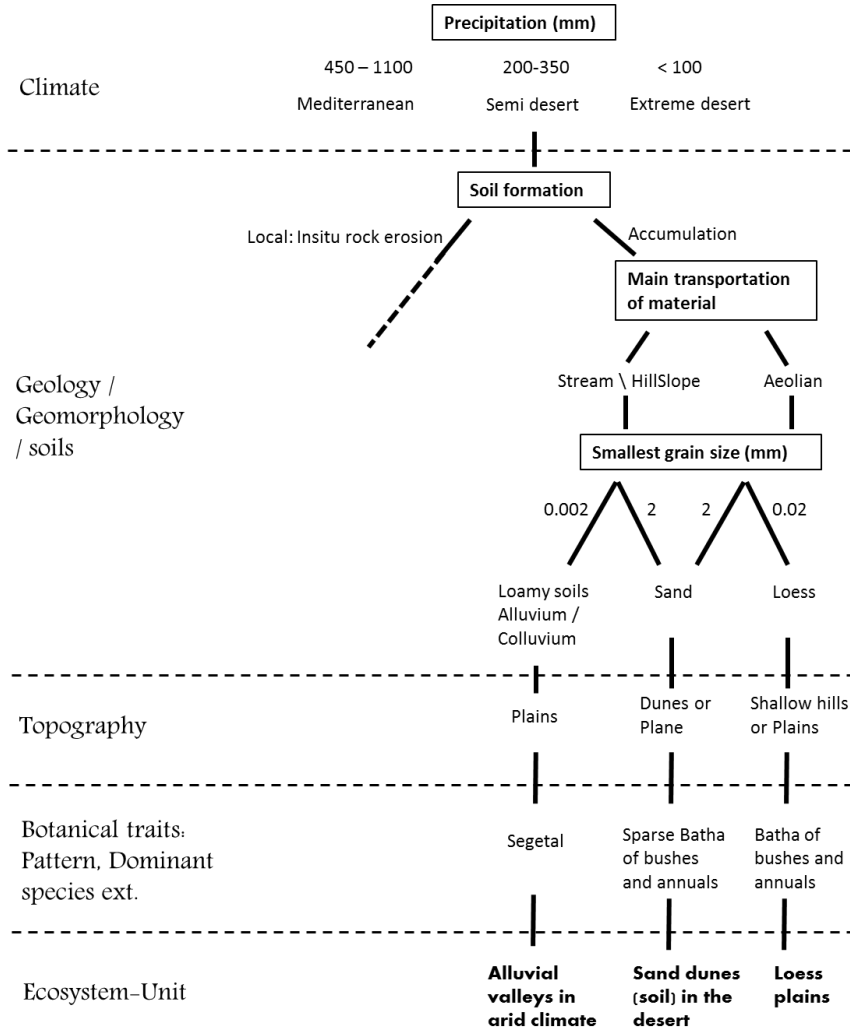 Precipitation (mm)
450 – 1100
200-350
< 100
Climate
Mediterranean
Semi desert
Extreme desert
Soil formation
Local: Insitu rock erosion
Accumulation
Main transportation
of material
Geology /
Geomorphology
/ soils
Stream \ HillSlope
Aeolian
Smallest grain size (mm)
0.002
2
2
0.02
Loamy soils
Alluvium /
Colluvium
Sand
Loess
Topography
Plains
Dunes or
Plane
Shallow hills
or Plains
Botanical traits:
Pattern, Dominant
species ext.
Segetal
Sparse Batha
of bushes
and annuals
Batha of
bushes and
annuals
Ecosystem-Unit
Alluvial
valleys in
arid climate
Sand dunes
(soil) in the
desert
Loess
plains